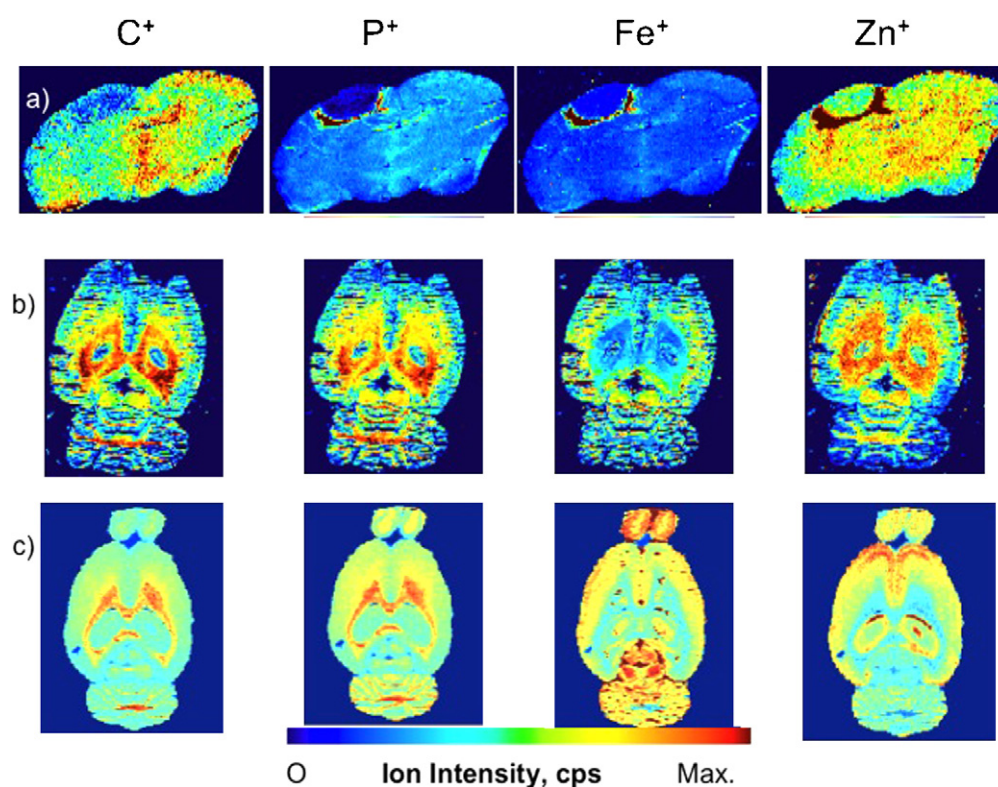 C⁺ P⁺ Fe⁺ Zn⁺
a)
b)
c)
O Ion Intensity, cps Max.